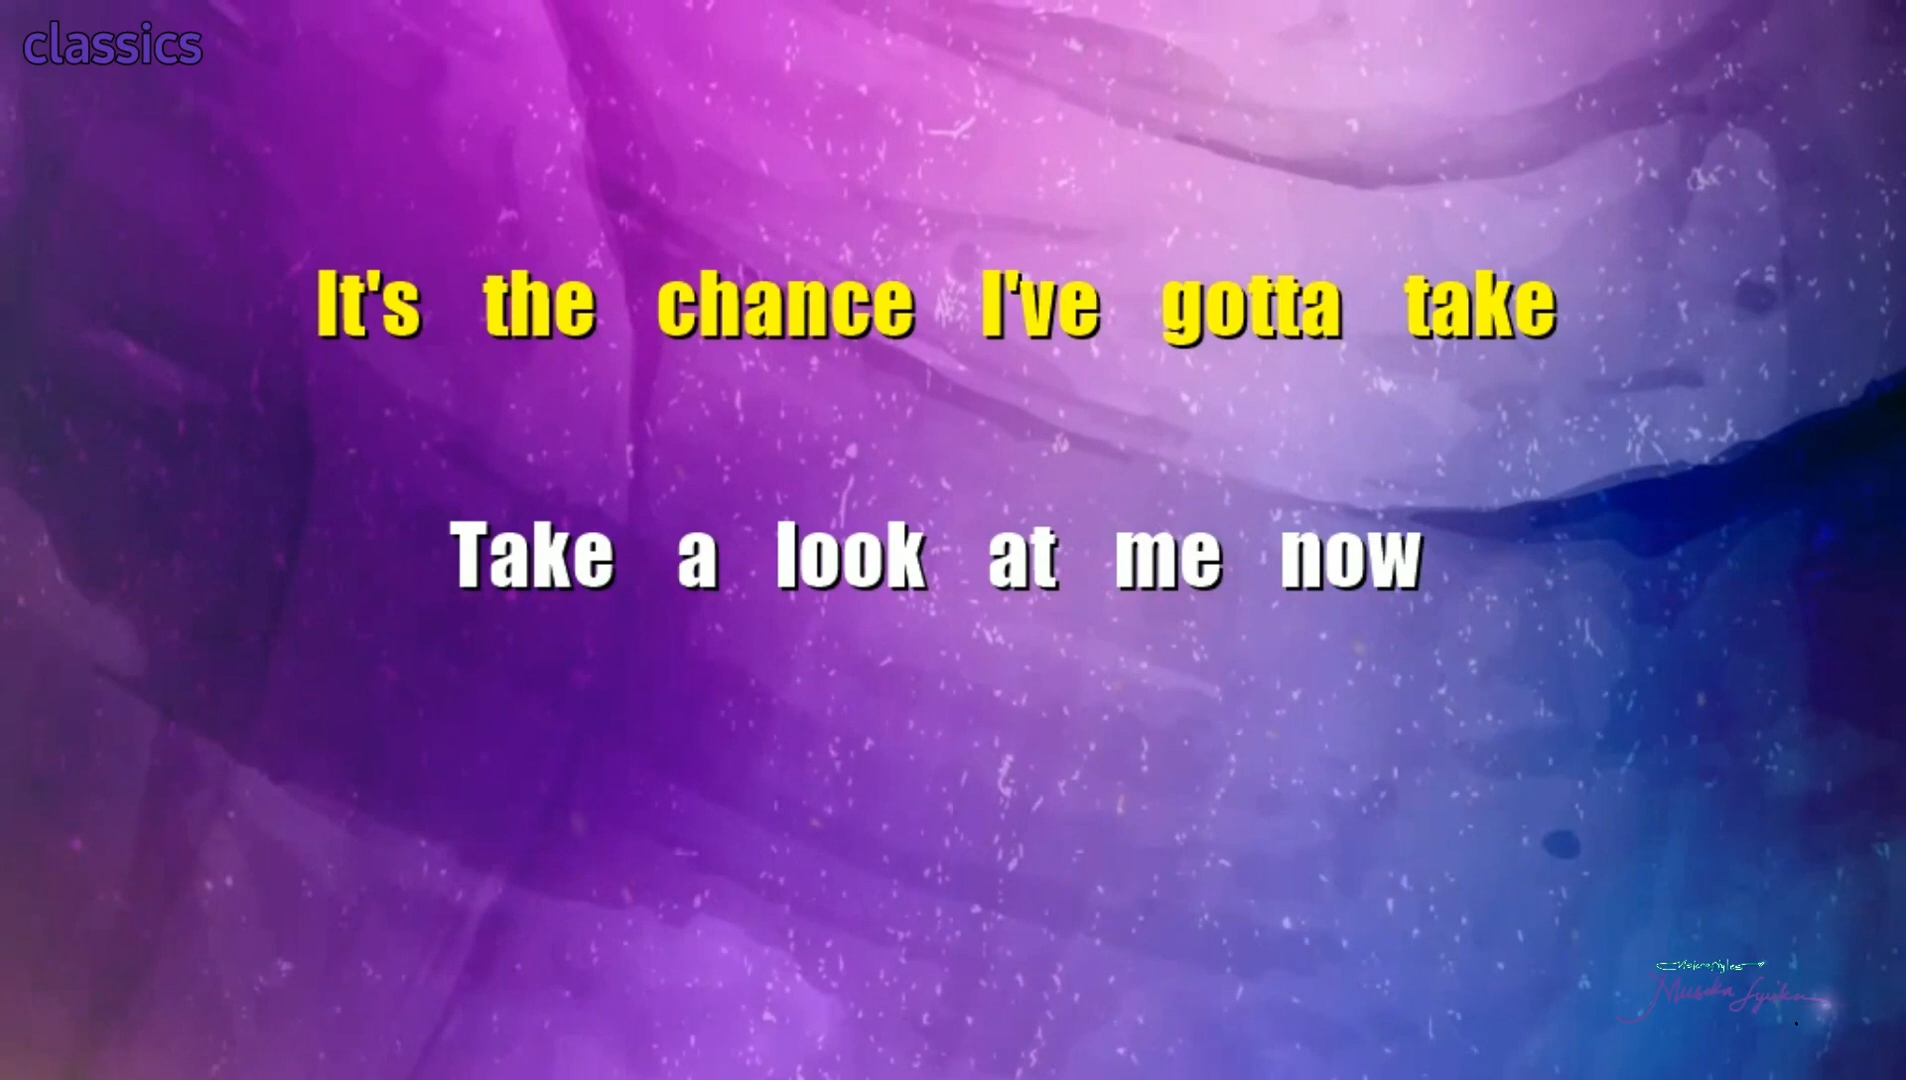 classics
It's the chance I've gotta take
Take a look at me now